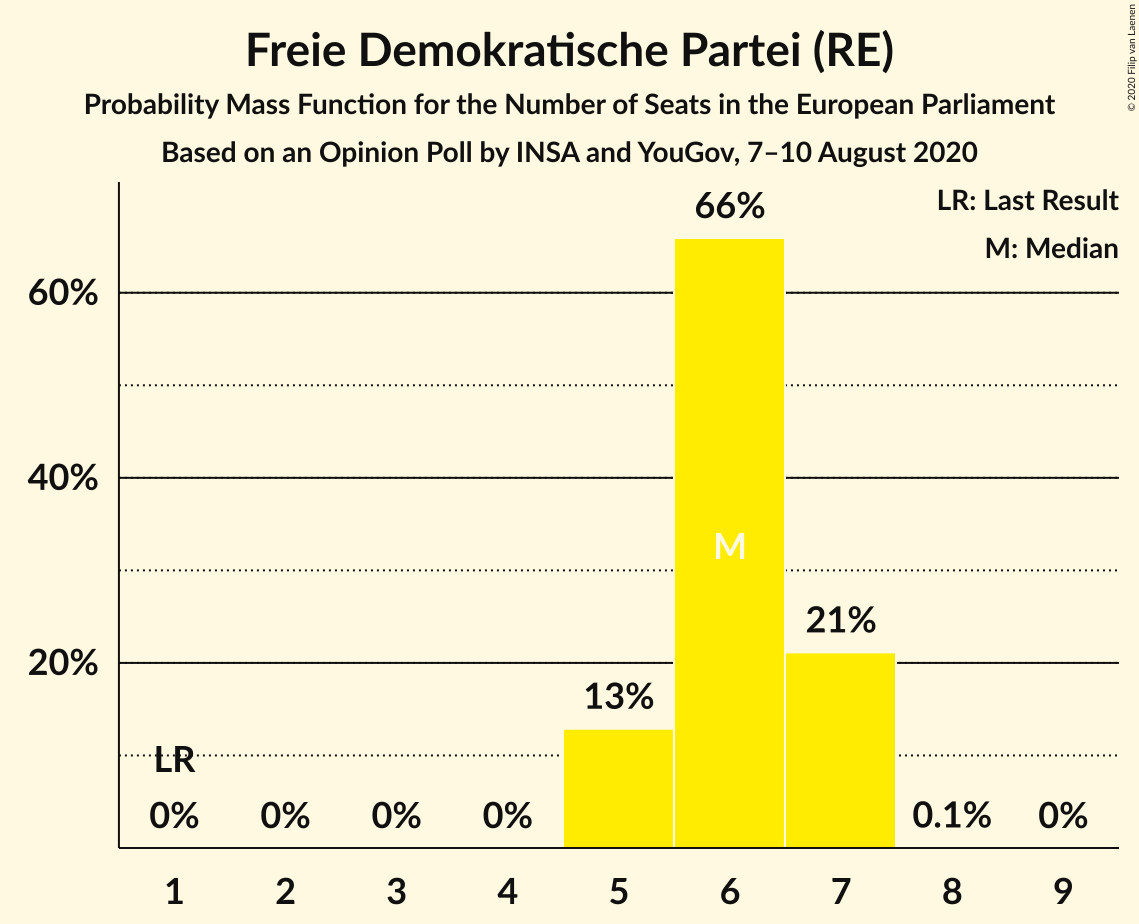 Freie Demokratische Partei (RE)
Probability Mass Function for the Number of Seats in the European Parliament
Based on an Opinion Poll by INSA and YouGov, 7–10 August 2020
© 2020 Filip van Laenen
LR: Last Result
M: Median
66%
60%
40%
M
21%
20%
13%
LR
0% 0% 0% 0% 0.1% 0%
1 2 3 4 5 6 7 8 9